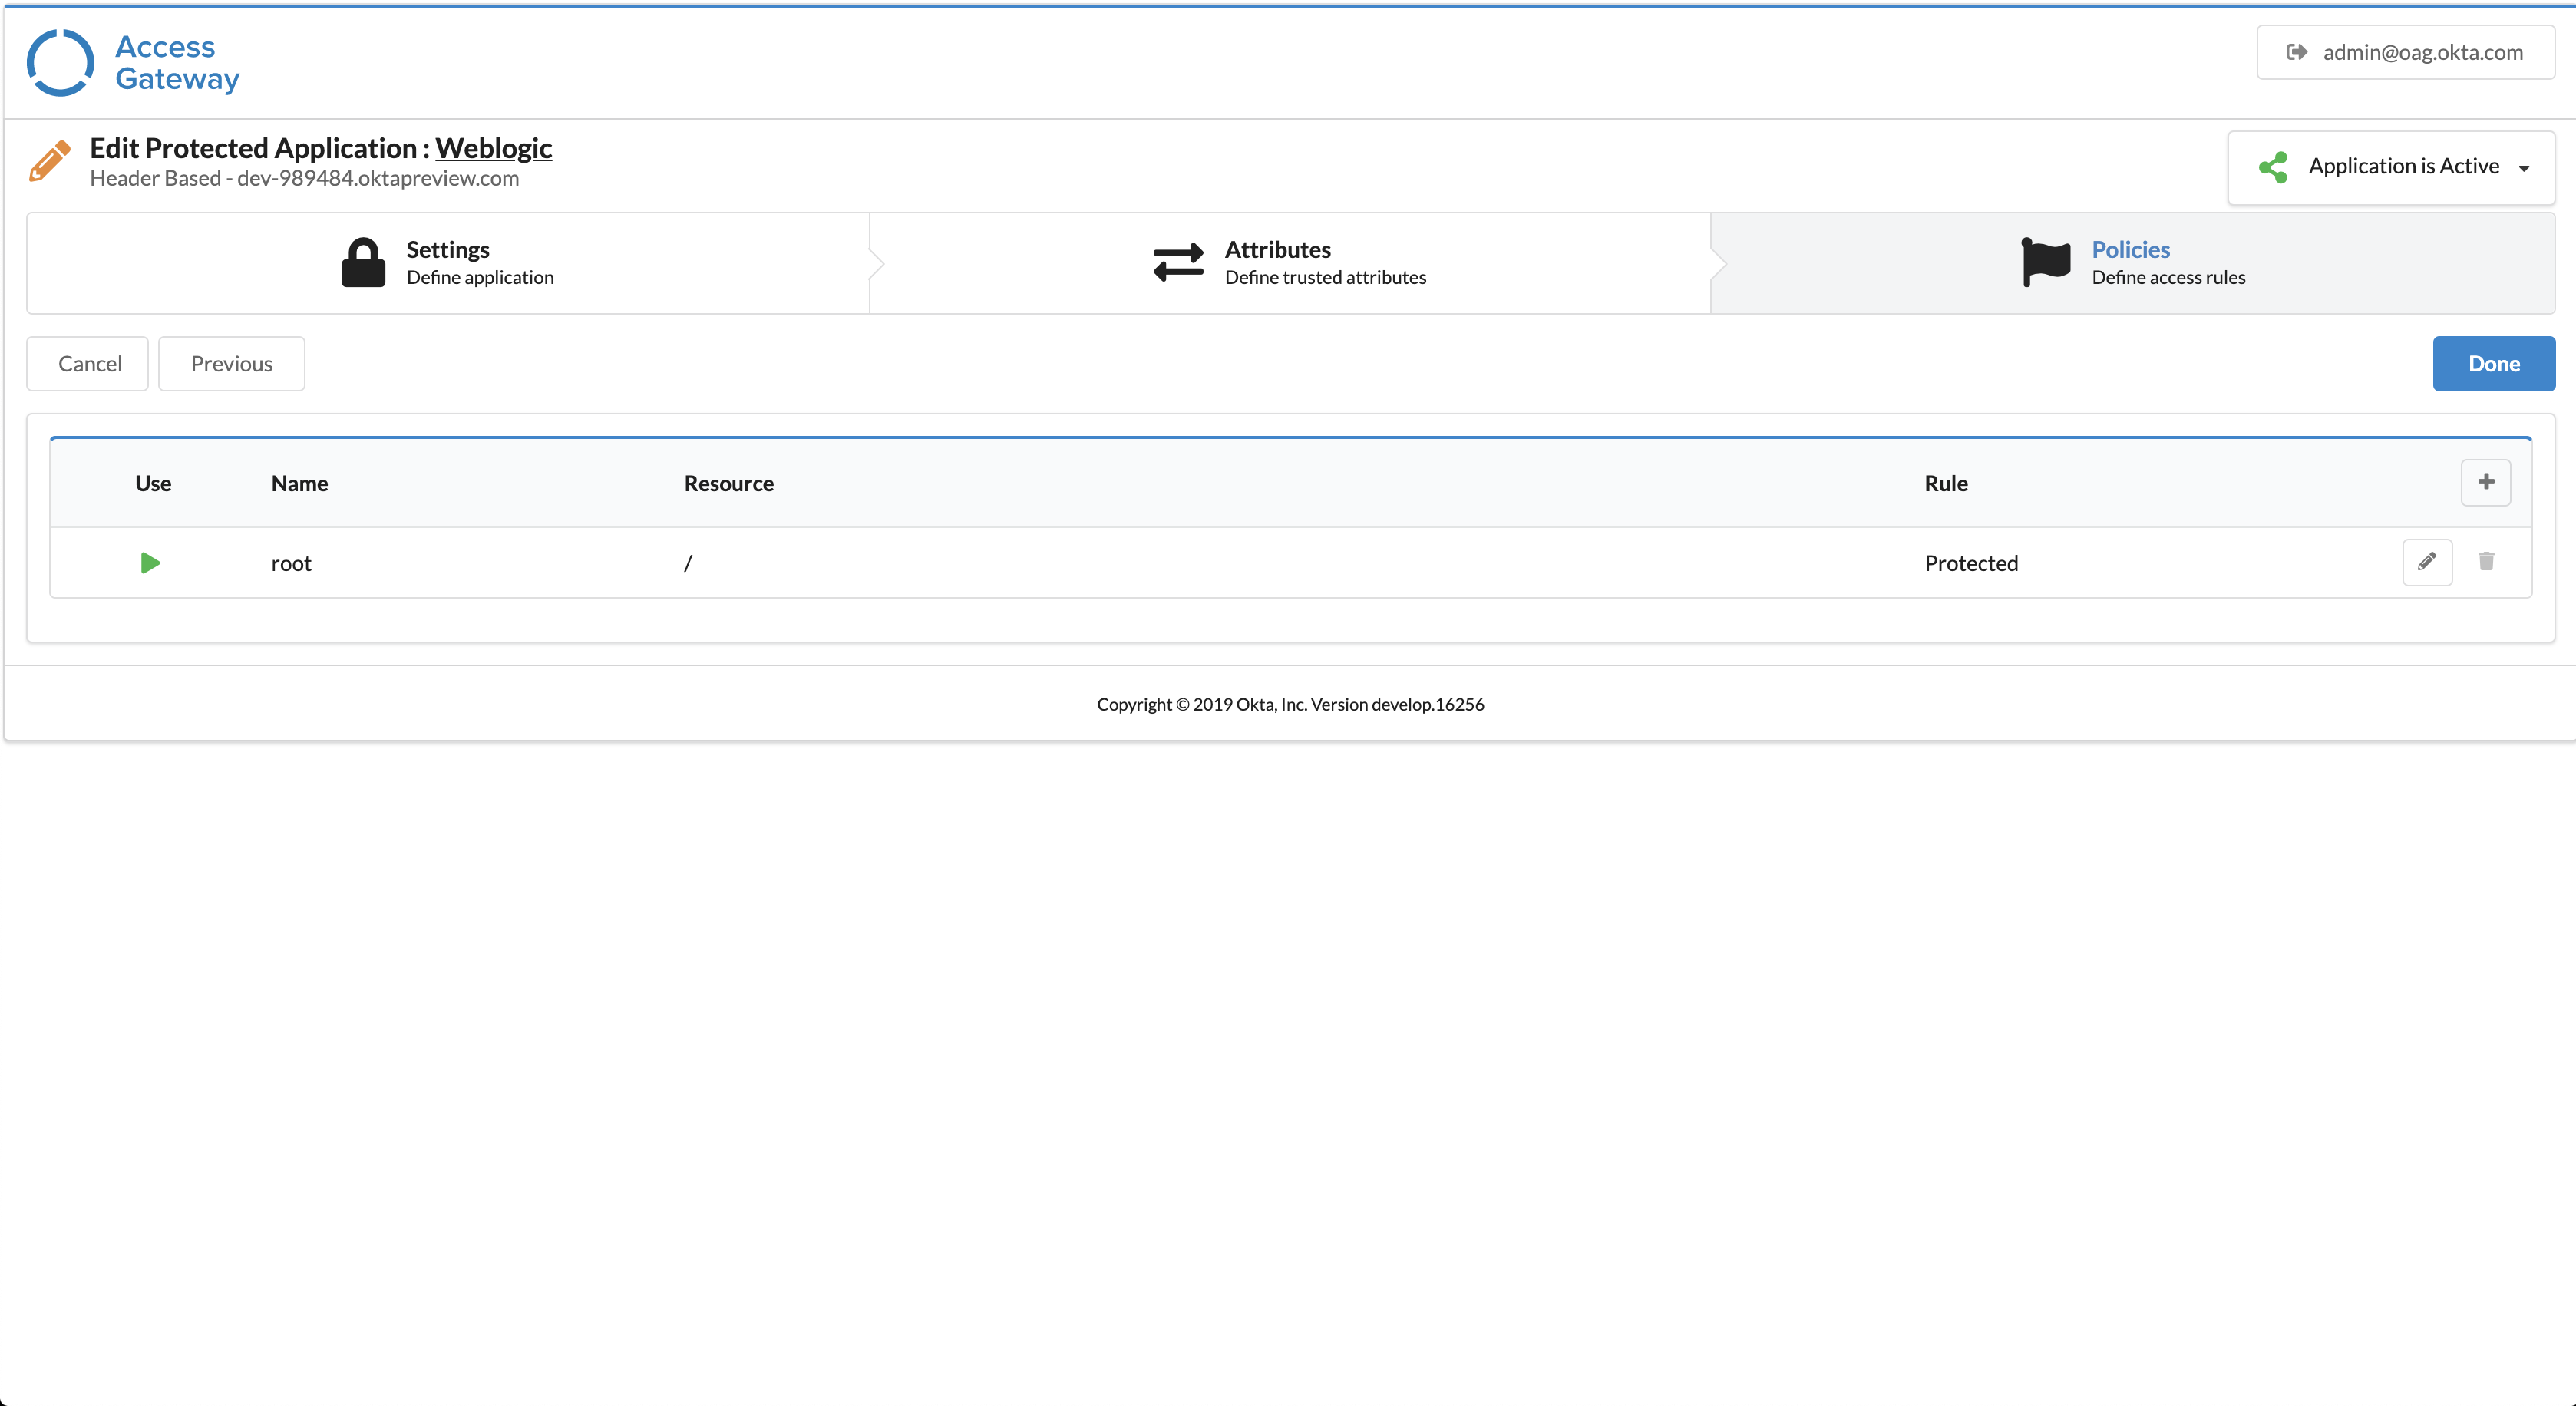 Access
Gateway
admin@oag.okta.com
Edit Protected Application : Weblogic
Header Based - dev-989484.oktapreview.com
Application is Active
Settings
Define application
Attributes
Define trusted attributes
Policies
Define access rules
Cancel
Previous
Done
Use Name Resource Rule
root / Protected
Copyright © 2019 Okta, Inc. Version develop.16256